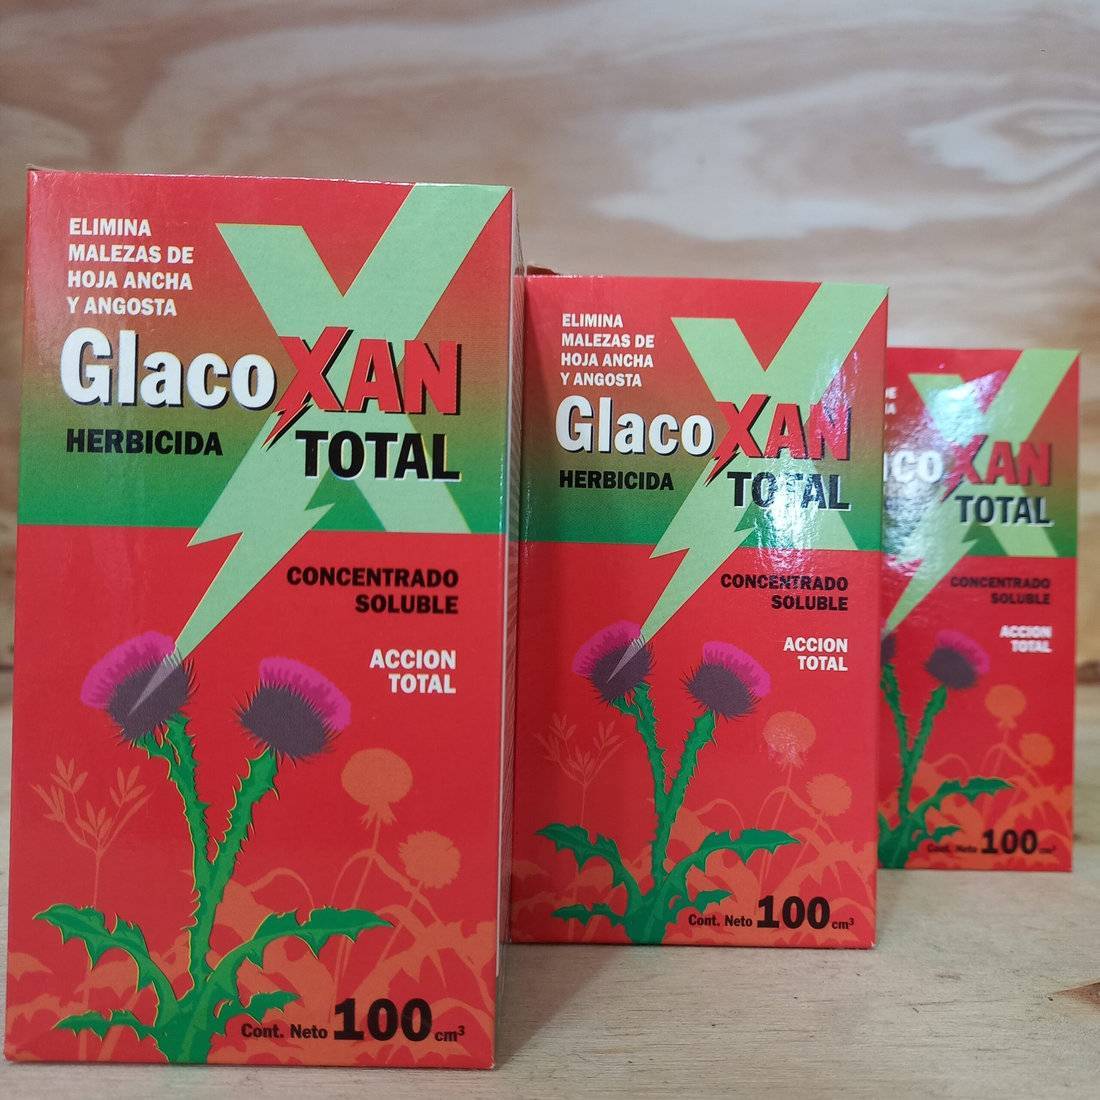 ELIMINA
MALEZAS DE
HOJA ANCHA
Y ANGOSTA
GlacoXAN
HERBICIDA
TOTAL
CONCENTRADO
SOLUBLE
ACCION
TOTAL
Cont. Neto 100 cm³
ELIMINA
MALEZAS DE
HOJA ANCHA
Y ANGOSTA
GlacoXAN
HERBICIDA
TOTAL
CONCENTRADO
SOLUBLE
ACCION
TOTAL
Cont. Neto 100 cm³
coXAN
TOTAL
CONCENTRADO
SOLUBLE
ACCION
TOTAL
Cont. Neto 100 cm³